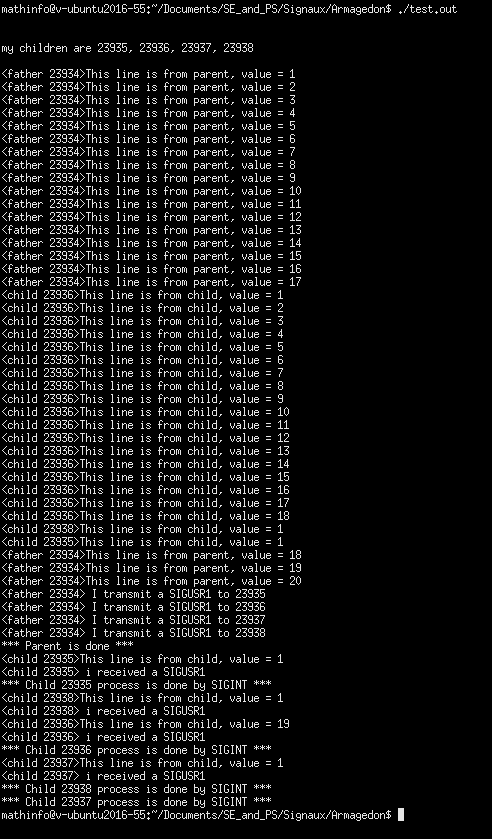 mathinfo@v-ubuntu2016-55:~/Documents/SE_and_PS/Signaux/Armagedon$ ./test.out
my children are 23935, 23936, 23937, 23938
<father 23934>This line is from parent, value = 1
<father 23934>This line is from parent, value = 2
<father 23934>This line is from parent, value = 3
<father 23934>This line is from parent, value = 4
<father 23934>This line is from parent, value = 5
<father 23934>This line is from parent, value = 6
<father 23934>This line is from parent, value = 7
<father 23934>This line is from parent, value = 8
<father 23934>This line is from parent, value = 9
<father 23934>This line is from parent, value = 10
<father 23934>This line is from parent, value = 11
<father 23934>This line is from parent, value = 12
<father 23934>This line is from parent, value = 13
<father 23934>This line is from parent, value = 14
<father 23934>This line is from parent, value = 15
<father 23934>This line is from parent, value = 16
<father 23934>This line is from parent, value = 17
<child 23936>This line is from child, value = 1
<child 23936>This line is from child, value = 2
<child 23936>This line is from child, value = 3
<child 23936>This line is from child, value = 4
<child 23936>This line is from child, value = 5
<child 23936>This line is from child, value = 6
<child 23936>This line is from child, value = 7
<child 23936>This line is from child, value = 8
<child 23936>This line is from child, value = 9
<child 23936>This line is from child, value = 10
<child 23936>This line is from child, value = 11
<child 23936>This line is from child, value = 12
<child 23936>This line is from child, value = 13
<child 23936>This line is from child, value = 14
<child 23936>This line is from child, value = 15
<child 23936>This line is from child, value = 16
<child 23936>This line is from child, value = 17
<child 23936>This line is from child, value = 18
<child 23938>This line is from child, value = 1
<child 23935>This line is from child, value = 1
<father 23934>This line is from parent, value = 18
<father 23934>This line is from parent, value = 19
<father 23934>This line is from parent, value = 20
<father 23934> I transmit a SIGUSR1 to 23935
<father 23934> I transmit a SIGUSR1 to 23936
<father 23934> I transmit a SIGUSR1 to 23937
<father 23934> I transmit a SIGUSR1 to 23938
*** Parent is done ***
<child 23935>This line is from child, value = 1
<child 23935> i received a SIGUSR1
*** Child 23935 process is done by SIGINT ***
<child 23938>This line is from child, value = 1
<child 23938> i received a SIGUSR1
<child 23936>This line is from child, value = 19
<child 23936> i received a SIGUSR1
*** Child 23936 process is done by SIGINT ***
<child 23937>This line is from child, value = 1
<child 23937> i received a SIGUSR1
*** Child 23938 process is done by SIGINT ***
*** Child 23937 process is done by SIGINT ***
mathinfo@v-ubuntu2016-55:~/Documents/SE_and_PS/Signaux/Armagedon$